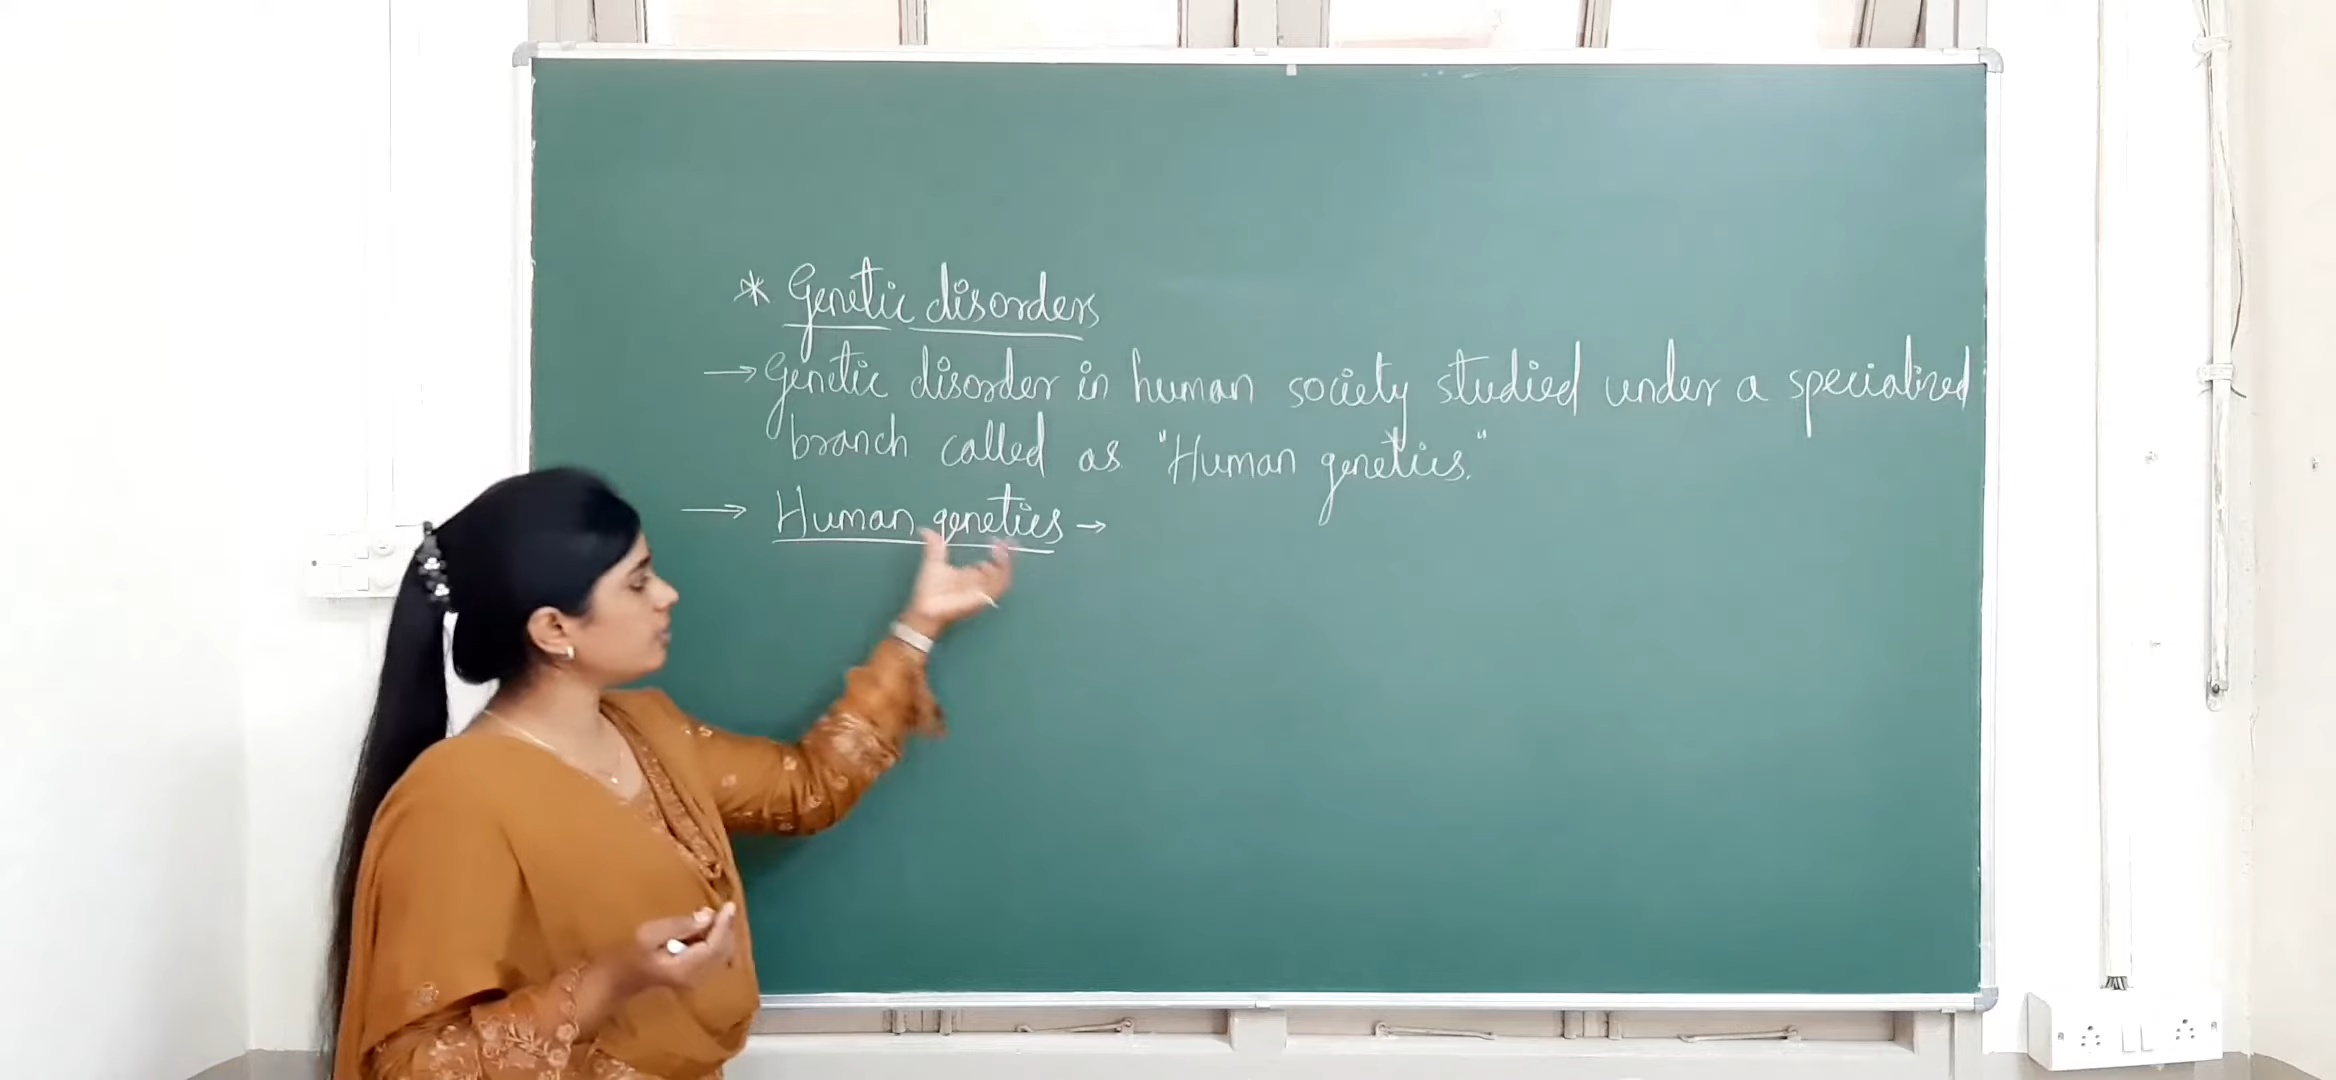 * Genetic disorders
→ Genetic disorder in human society studied under a specialized
branch called as "Human genetics."
→ Human genetics →